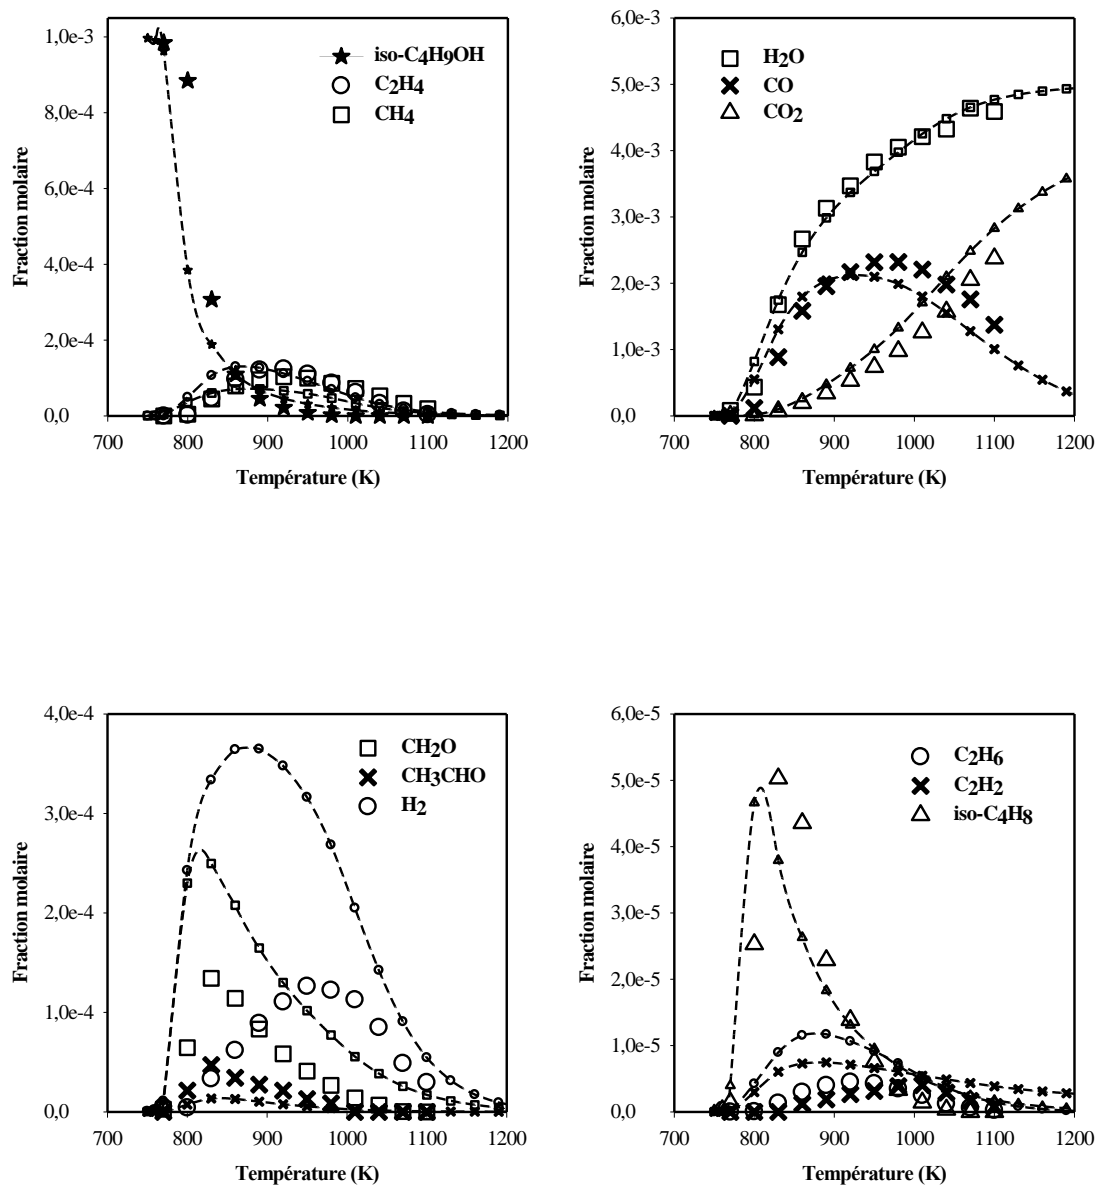 1,0e-3
8,0e-4
6,0e-4
4,0e-4
2,0e-4
0,0
Fraction molaire
iso-C4H9OH
C2H4
CH4
700 800 900 1000 1100 1200
Température (K)
6,0e-3
5,0e-3
4,0e-3
3,0e-3
2,0e-3
1,0e-3
0,0
Fraction molaire
H2O
CO
CO2
700 800 900 1000 1100 1200
Température (K)
4,0e-4
3,0e-4
2,0e-4
1,0e-4
0,0
Fraction molaire
CH2O
CH3CHO
H2
700 800 900 1000 1100 1200
Température (K)
6,0e-5
5,0e-5
4,0e-5
3,0e-5
2,0e-5
1,0e-5
0,0
Fraction molaire
C2H6
C2H2
iso-C4H8
700 800 900 1000 1100 1200
Température (K)